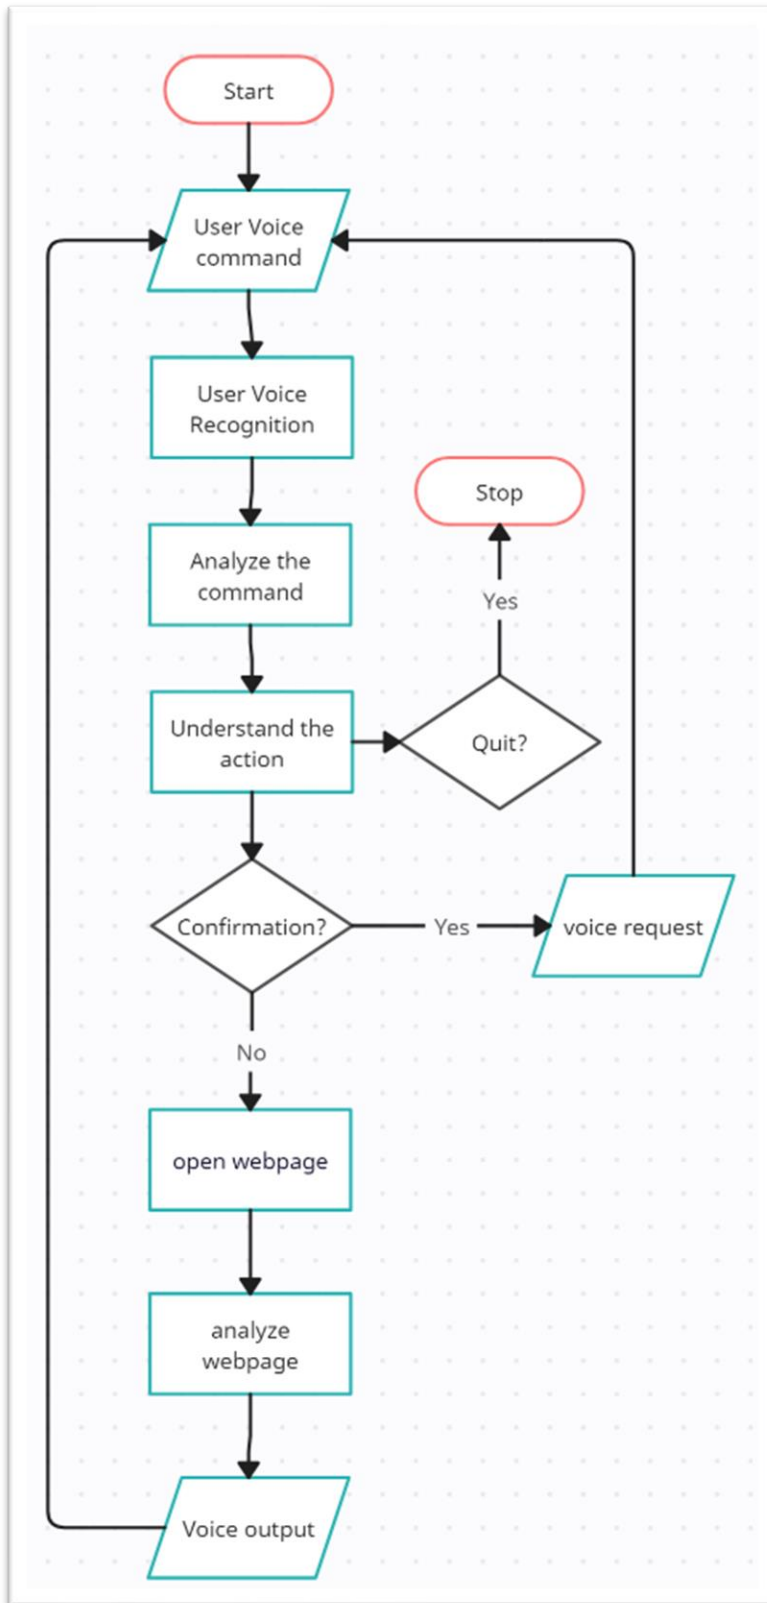 Start
User Voice
command
User Voice
Recognition
Stop
Analyze the
command
Yes
Understand the
action
Quit?
Confirmation?
Yes
voice request
No
open webpage
analyze
webpage
Voice output